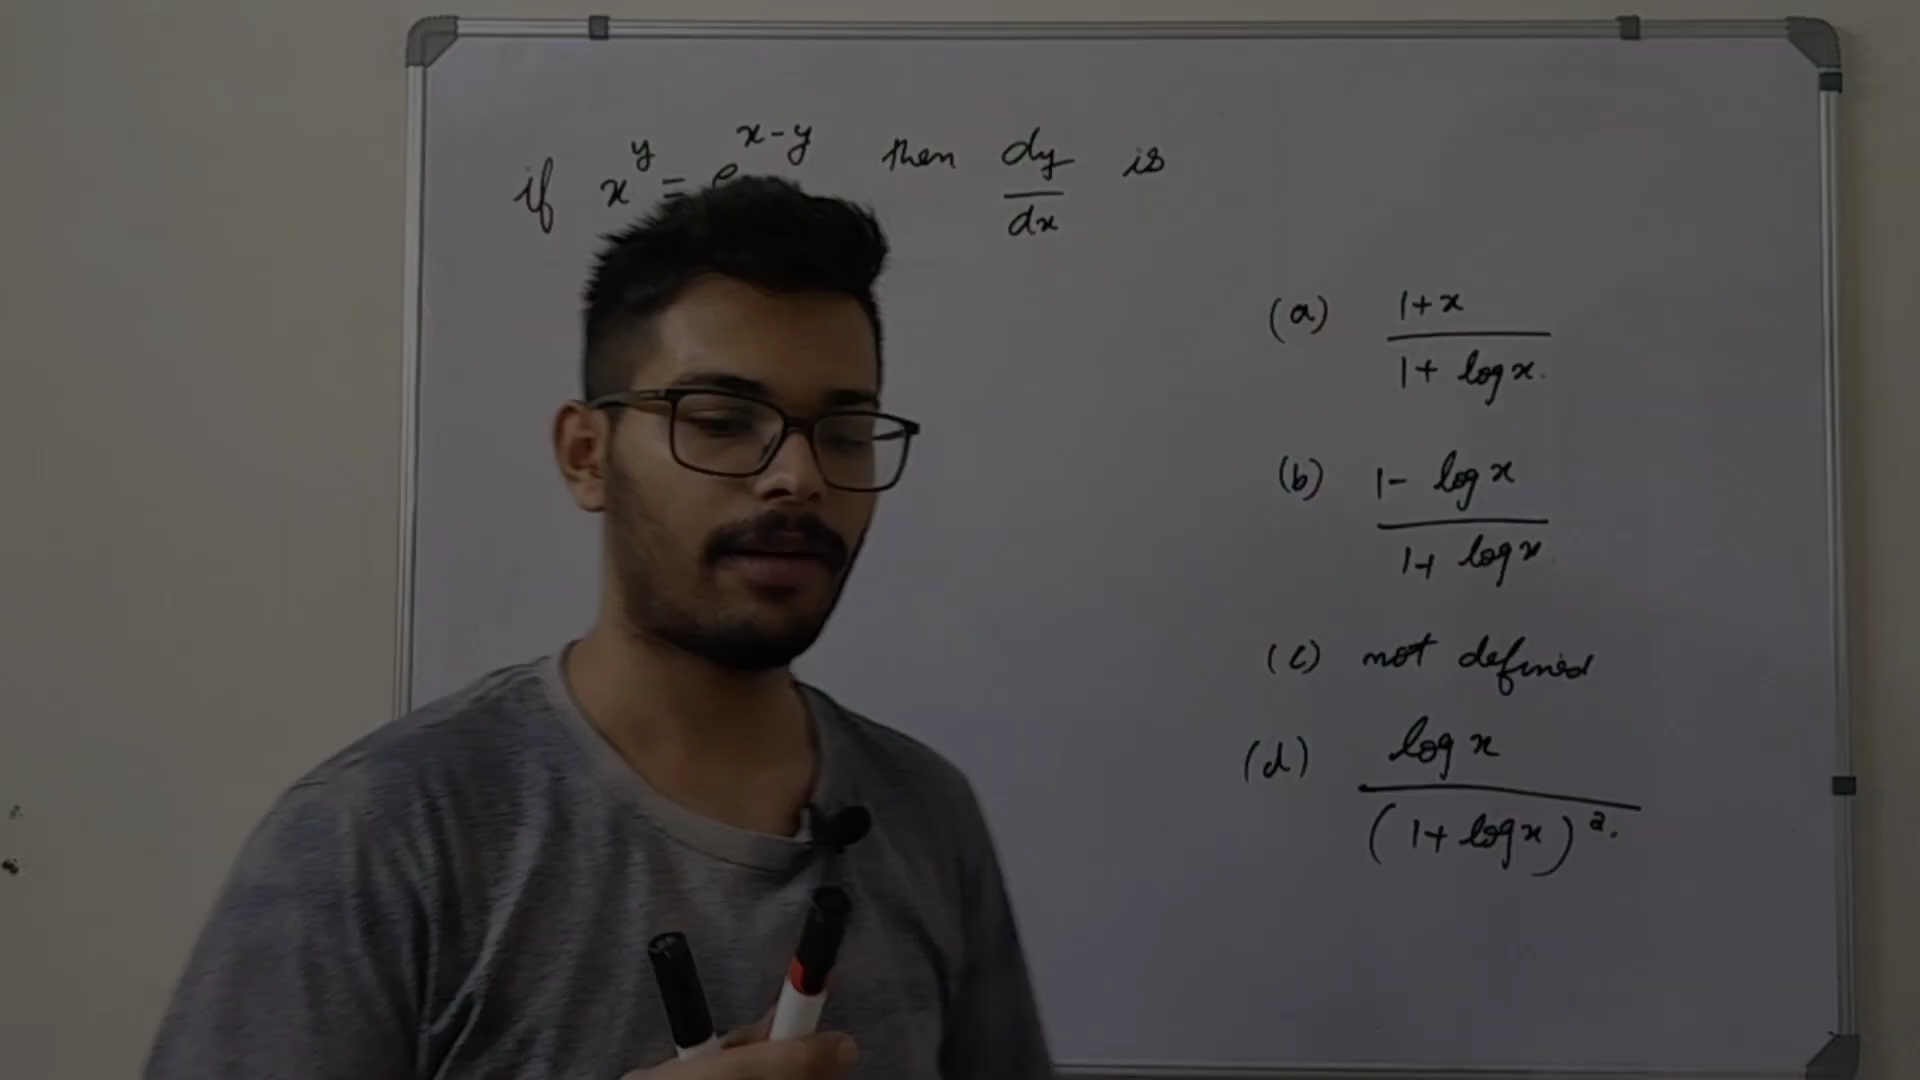 if x^y = e^{x-y} then dy/dx is
(a) 1+x / 1+ log x.
(b) 1- log x / 1+ log x
(c) not defined
(d) log x / (1+ log x)^2.